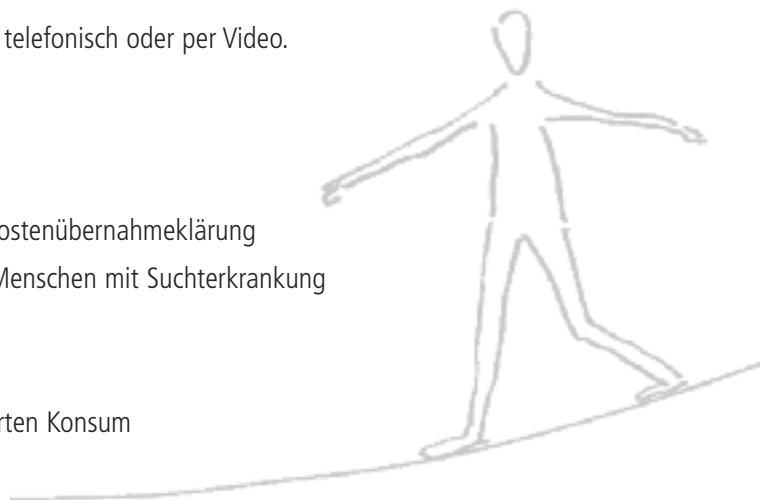 telefonisch oder per Video.
ostenübernahmeklärung
Menschen mit Suchterkrankung
rten Konsum